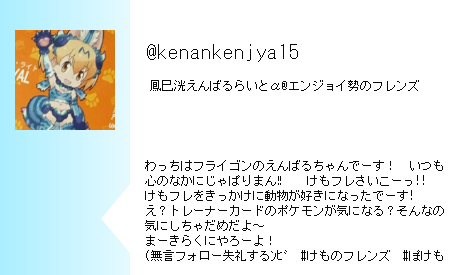 @kenankenjya15
鳳巳洸えんばるらいとα@エンジョイ勢のフレンズ
わっちはフライゴンのえんばるちゃんでーす！　いつも
心のなかにじゃぱりまん!!　　けもフレさいこーっ!!
けもフレをきっかけに動物が好きになったでーす!
え？トレーナーカードのポケモンが気になる？そんなの
気にしちゃだめだよ～
まーきらくにやろーよ！
(無言フォロー失礼する)ﾝﾋﾟ　#けものフレンズ　#ぽけも